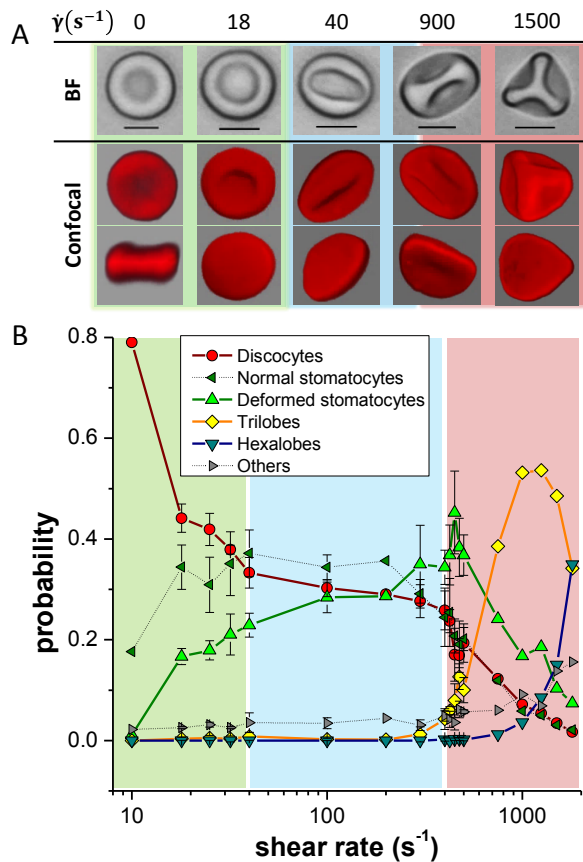 A
γ̇(s⁻¹) 0 18 40 900 1500
BF
Confocal
B
Discocytes
Normal stomatocytes
Deformed stomatocytes
Trilobes
Hexalobes
Others
0.8
0.6
0.4
0.2
0.0
probability
10 100 1000
shear rate (s⁻¹)